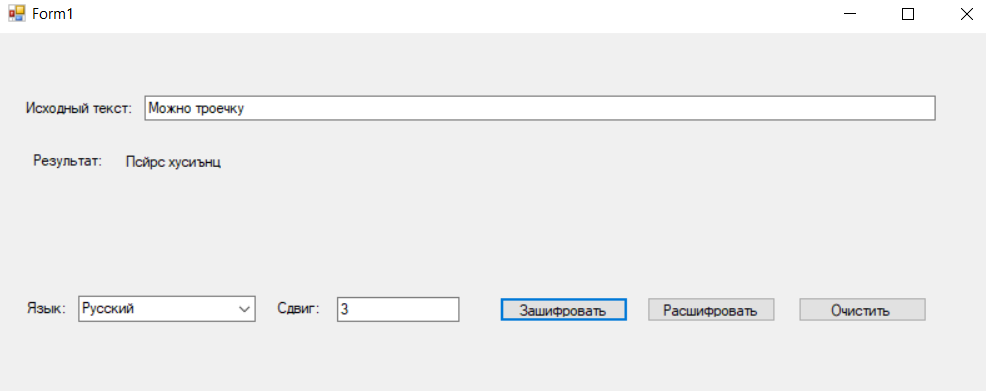 Form1
Исходный текст: Можно троечку
Результат: Псйрс хусиънц
Язык: Русский Сдвиг: 3 Зашифровать Расшифровать Очистить